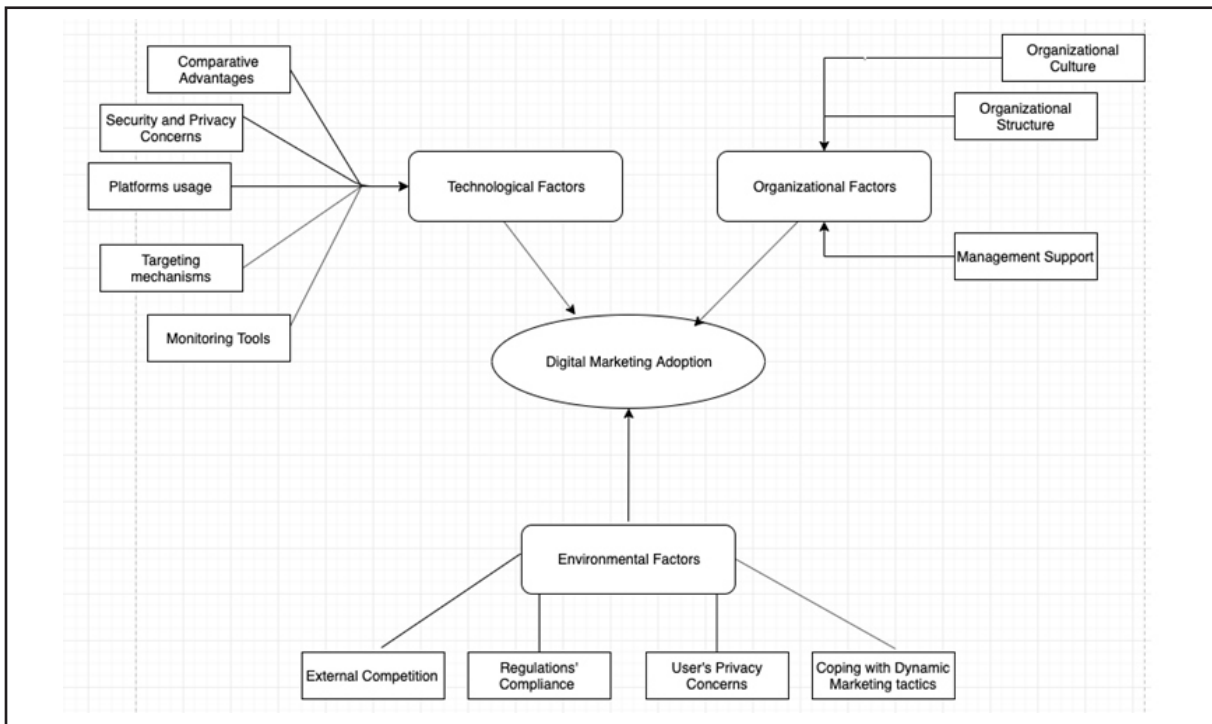 Comparative
Advantages
Security and Privacy
Concerns
Platforms usage
Targeting
mechanisms
Monitoring Tools
Technological Factors
Organizational Factors
Organizational
Culture
Organizational
Structure
Management Support
Digital Marketing Adoption
Environmental Factors
External Competition
Regulations'
Compliance
User's Privacy
Concerns
Coping with Dynamic
Marketing tactics